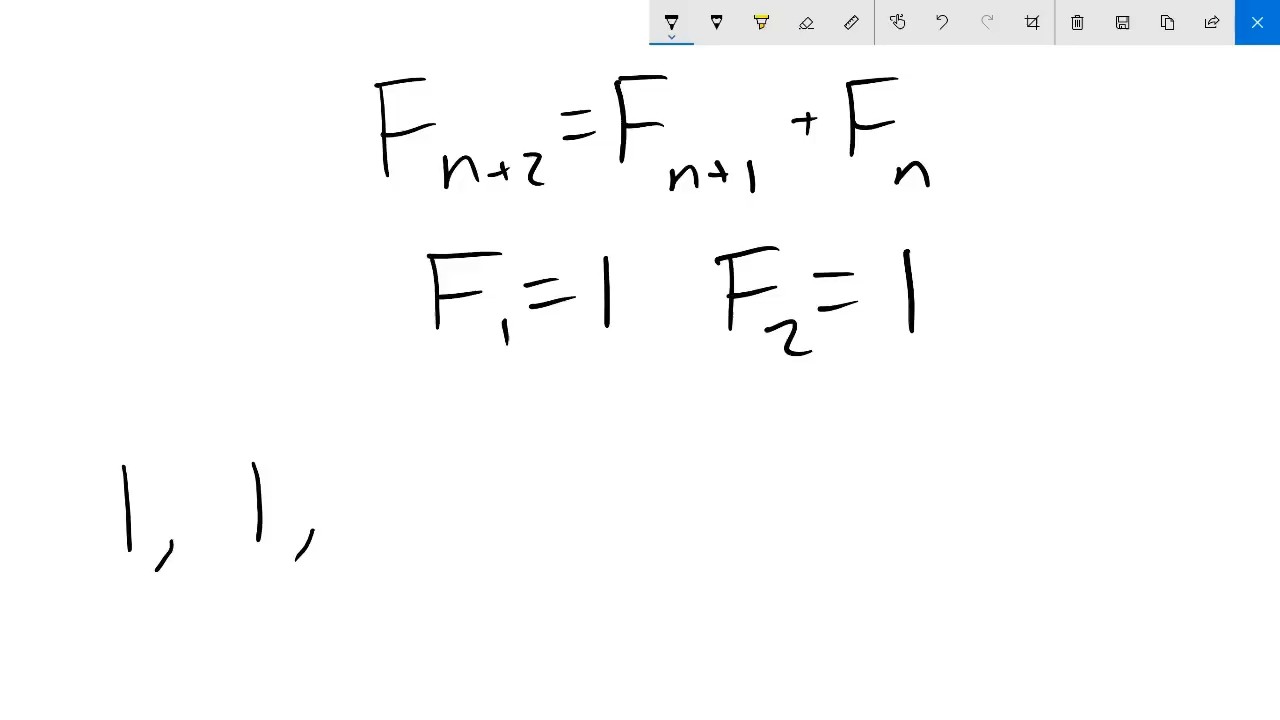 F_{n+2} = F_{n+1} + F_n
F_1 = 1 F_2 = 1
1, 1,